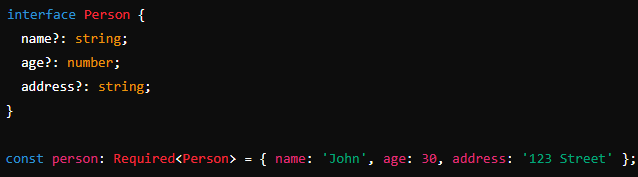 interface Person {
  name?: string;
  age?: number;
  address?: string;
}

const person: Required<Person> = { name: 'John', age: 30, address: '123 Street' };